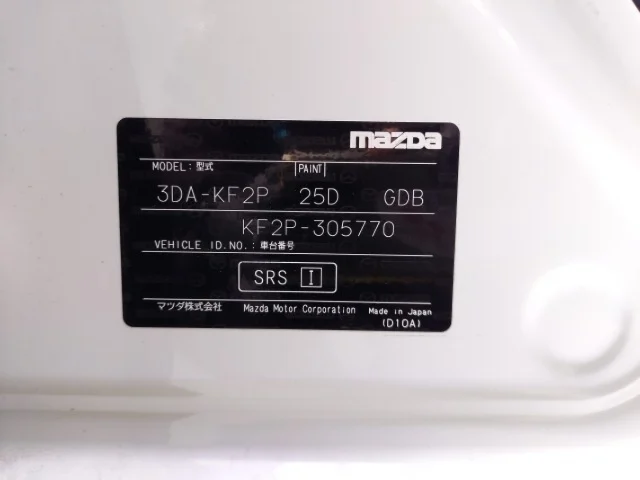 mazda
MODEL: 型式 PAINT
3DA-KF2P 25D GDB
KF2P-305770
VEHICLE ID.NO.: 車台番号
SRS I
マツダ株式会社 Mazda Motor Corporation Made in Japan
(D10A)